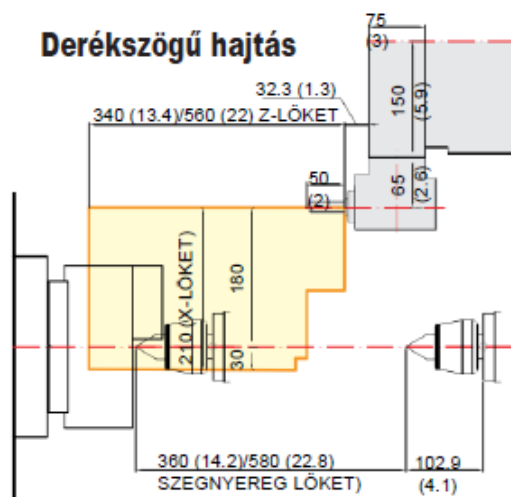 Derékszögű hajtás
75
(3)
32.3 (1.3)
340 (13.4)/560 (22) Z-LÖKET
150
(5.9)
50
(2)
65
(2.6)
210 (X-LÖKET)
180
30
360 (14.2)/580 (22.8)
SZEGNYEREG LÖKET)
102.9
(4.1)